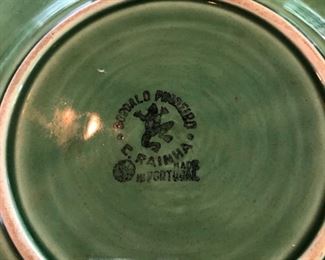 BORDALO PINHEIRO
C. RAINHA
MADE
IN PORTUGAL